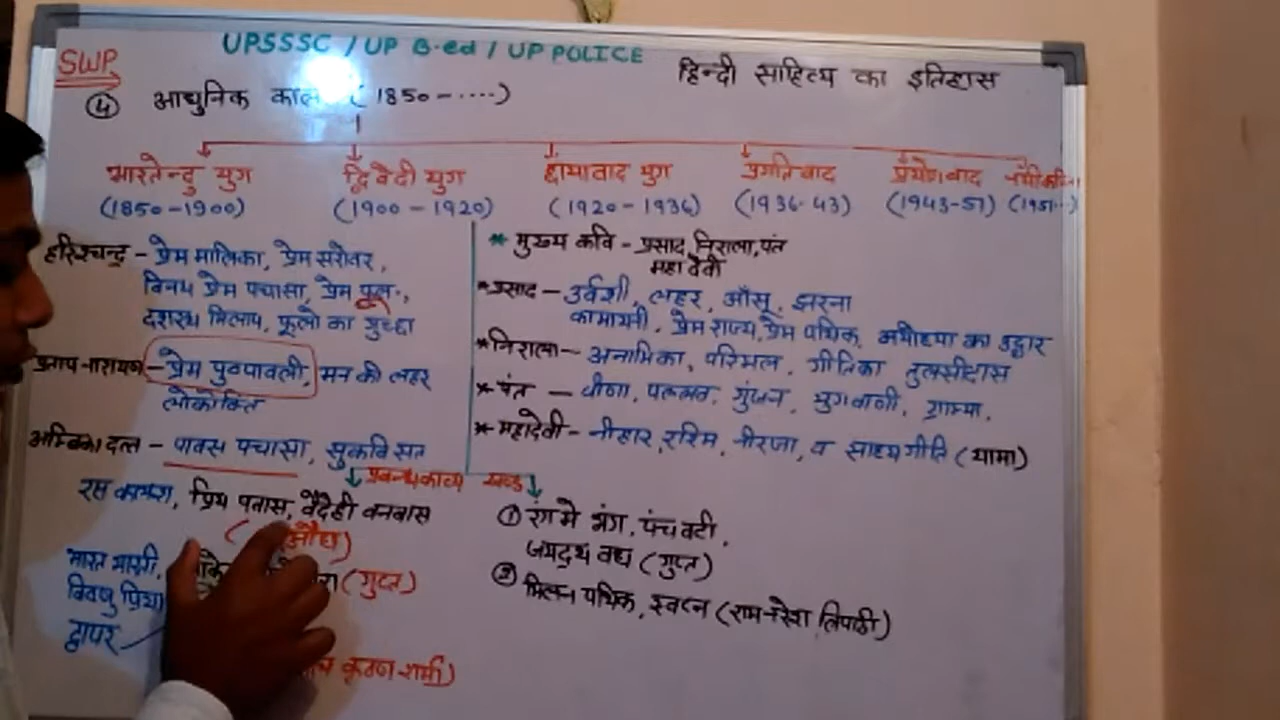 UPSSSC / UP B.ed / UP POLICE
SWP
हिन्दी साहित्य का इतिहास
④ आधुनिक काल (1850-....)
भारतेन्दु युग द्विवेदी युग छायावाद युग प्रगतिवाद प्रयोगवाद
(1850-1900) (1900-1920) (1920-1936) (1936-43) (1943-51) (1951..)
हरिश्चन्द्र - प्रेम मालिका, प्रेम सरोवर,
विनय प्रेम पचासा, प्रेम फूल,
दशरथ मिलाप, फूलो का गुच्छा
प्रताप नारायण - प्रेम पुवपावली, मन की लहर
लोकोक्ति
अम्बिका दत्त - पावस पचासा, सुकवि सत
* मुख्य कवि - प्रसाद, निराला, पंत
महादेवी
* प्रसाद - उर्वशी, लहर, आँसू, झरना
कामायनी, प्रेम राज्य, प्रेम पथिक, अयोध्या का उद्धार
* निराला - अनामिका, परिमल, गीतिका तुलसीदास
* पंत - वीणा, पल्लव, गुंजन, युगवाणी, ग्राम्या,
* महादेवी - नीहार, रश्मि, नीरजा, व सांध्यगीति (यामा)
प्रबन्धकाव्य खण्ड
रस कलश, प्रिय प्रवास, वैदेही वनवास
भारत भारती, (गुप्त)
विष्णु प्रिया
द्वापर
कृष्ण शर्मा)
① रंग मे भंग, पंचवटी,
जयद्रथ वध (गुप्त)
② मिलन पथिक, स्वप्न (राम नरेश त्रिपाठी)